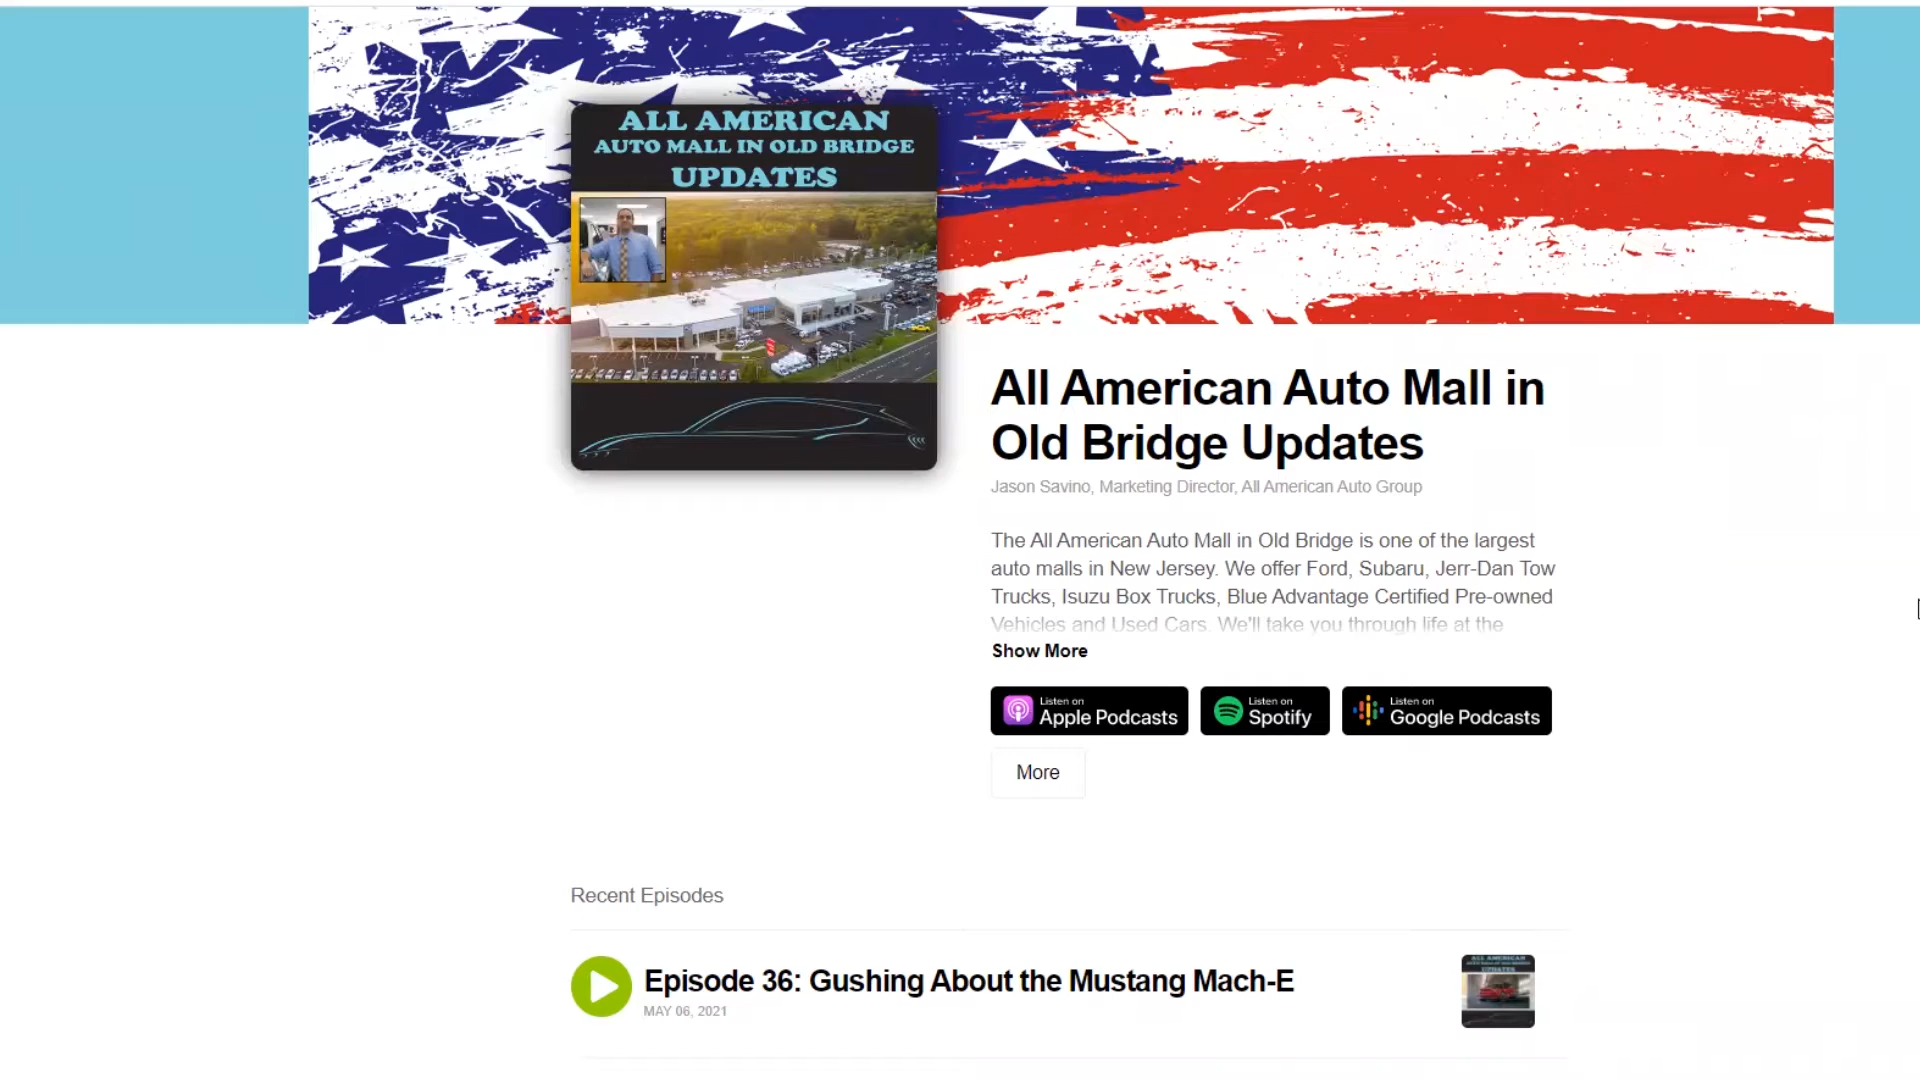 ALL AMERICAN
AUTO MALL IN OLD BRIDGE
UPDATES
All American Auto Mall in
Old Bridge Updates
Jason Savino, Marketing Director, All American Auto Group
The All American Auto Mall in Old Bridge is one of the largest
auto malls in New Jersey. We offer Ford, Subaru, Jerr-Dan Tow
Trucks, Isuzu Box Trucks, Blue Advantage Certified Pre-owned
Vehicles and Used Cars. We'll take you through life at the
Show More
Listen on
Apple Podcasts
Listen on
Spotify
Listen on
Google Podcasts
More
Recent Episodes
Episode 36: Gushing About the Mustang Mach-E
MAY 06, 2021
ALL AMERICAN
UPDATES